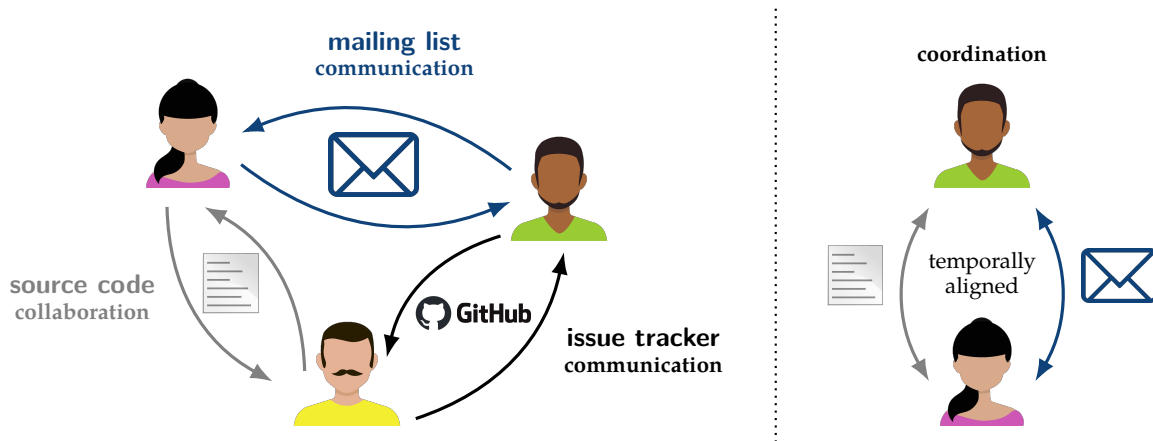 mailing list
communication
source code
collaboration
GitHub
issue tracker
communication
coordination
temporally
aligned